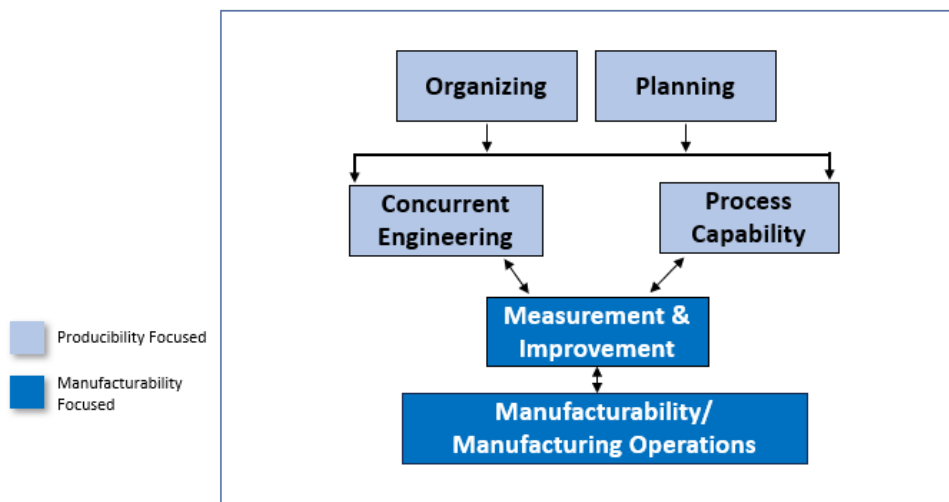 Organizing
Planning
Concurrent
Engineering
Process
Capability
Measurement &
Improvement
Manufacturability/
Manufacturing Operations
Producibility Focused
Manufacturability
Focused